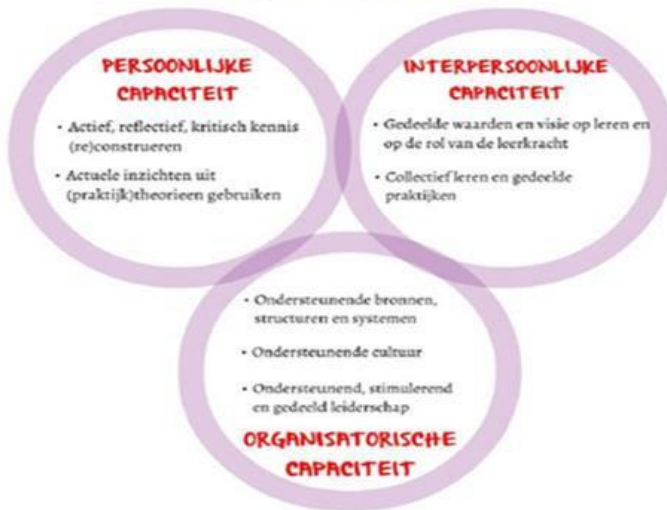 PERSOONLIJKE
CAPACITEIT
• Actief, reflectief, kritisch kennis
(re)construeren
• Actuele inzichten uit
(praktijk)theorieen gebruiken
INTERPERSOONLIJKE
CAPACITEIT
• Gedeelde waarden en visie op leren en
op de rol van de leerkracht
• Collectief leren en gedeelde
praktijken
• Ondersteunende bronnen,
structuren en systemen
• Ondersteunende cultuur
• Ondersteunend, stimulerend
en gedeeld leiderschap
ORGANISATORISCHE
CAPACITEIT